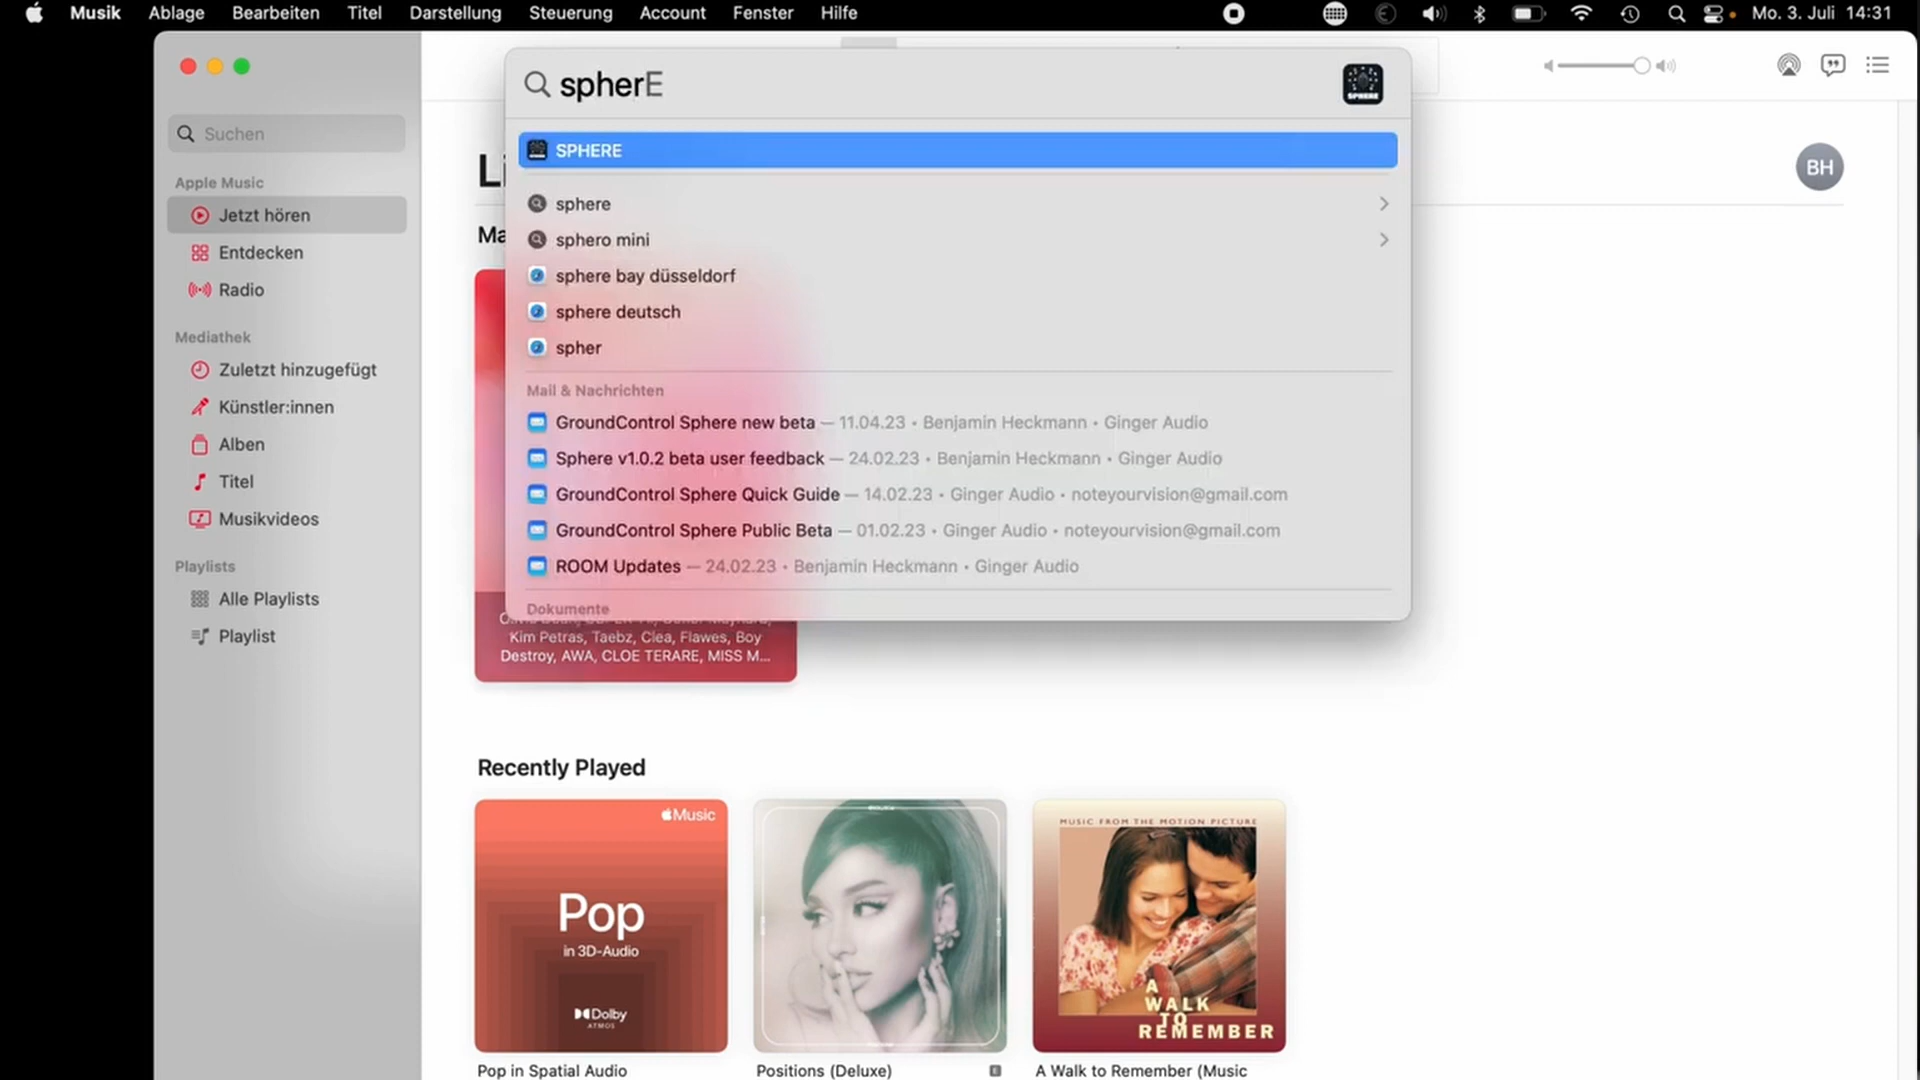 Musik Ablage Bearbeiten Titel Darstellung Steuerung Account Fenster Hilfe Mo. 3. Juli 14:31
spherE
SPHERE
Suchen
SPHERE
Li
BH
Apple Music
Jetzt hören
Entdecken
Radio
Mediathek
Zuletzt hinzugefügt
Künstler:innen
Alben
Titel
Musikvideos
Playlists
Alle Playlists
Playlist
sphere
Ma
sphero mini
sphere bay düsseldorf
sphere deutsch
spher
Mail & Nachrichten
GroundControl Sphere new beta — 11.04.23 • Benjamin Heckmann • Ginger Audio
Sphere v1.0.2 beta user feedback — 24.02.23 • Benjamin Heckmann • Ginger Audio
GroundControl Sphere Quick Guide — 14.02.23 • Ginger Audio • noteyourvision@gmail.com
GroundControl Sphere Public Beta — 01.02.23 • Ginger Audio • noteyourvision@gmail.com
ROOM Updates — 24.02.23 • Benjamin Heckmann • Ginger Audio
Dokumente
Kim Petras, Taebz, Clea, Flawes, Boy
Destroy, AWA, CLOE TERARE, MISS M...
Recently Played
Music
Pop
in 3D-Audio
Dolby
ATMOS
MUSIC FROM THE MOTION PICTURE
A
WALK
TO
REMEMBER
Pop in Spatial Audio
Positions (Deluxe) E
A Walk to Remember (Music